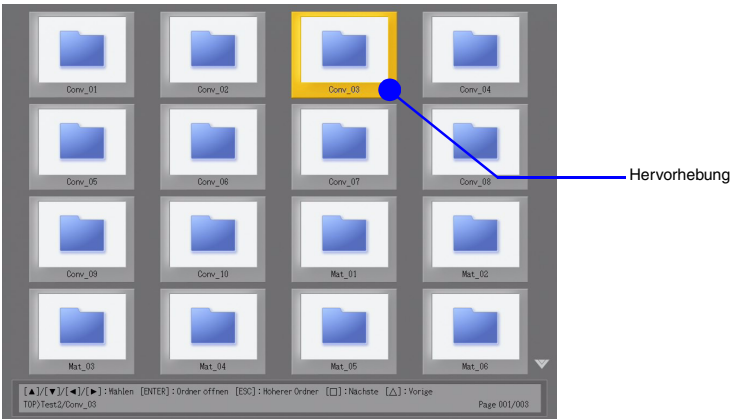 Conv_01 Conv_02 Conv_03 Conv_04
Hervorhebung
Conv_05 Conv_06 Conv_07 Conv_08
Conv_09 Conv_10 Mat_01 Mat_02
Mat_03 Mat_04 Mat_05 Mat_06
[▲]/[▼]/[◄]/[►]:Wählen [ENTER]:Ordner öffnen [ESC]:Höherer Ordner [□]:Nächste [△]:Vorige
TOP>Test2/Conv_03 Page 001/003